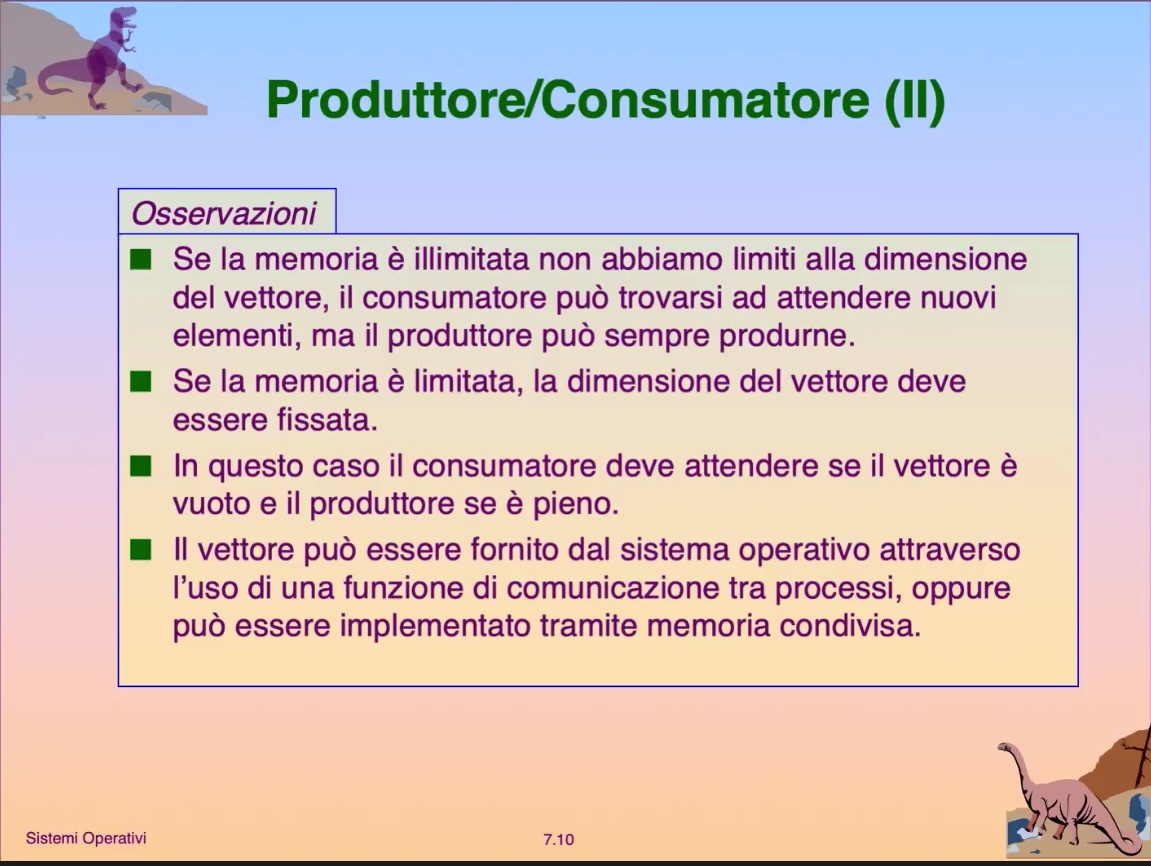 Produttore/Consumatore (II)
Osservazioni
Se la memoria è illimitata non abbiamo limiti alla dimensione
del vettore, il consumatore può trovarsi ad attendere nuovi
elementi, ma il produttore può sempre produrne.
Se la memoria è limitata, la dimensione del vettore deve
essere fissata.
In questo caso il consumatore deve attendere se il vettore è
vuoto e il produttore se è pieno.
Il vettore può essere fornito dal sistema operativo attraverso
l'uso di una funzione di comunicazione tra processi, oppure
può essere implementato tramite memoria condivisa.
Sistemi Operativi
7.10